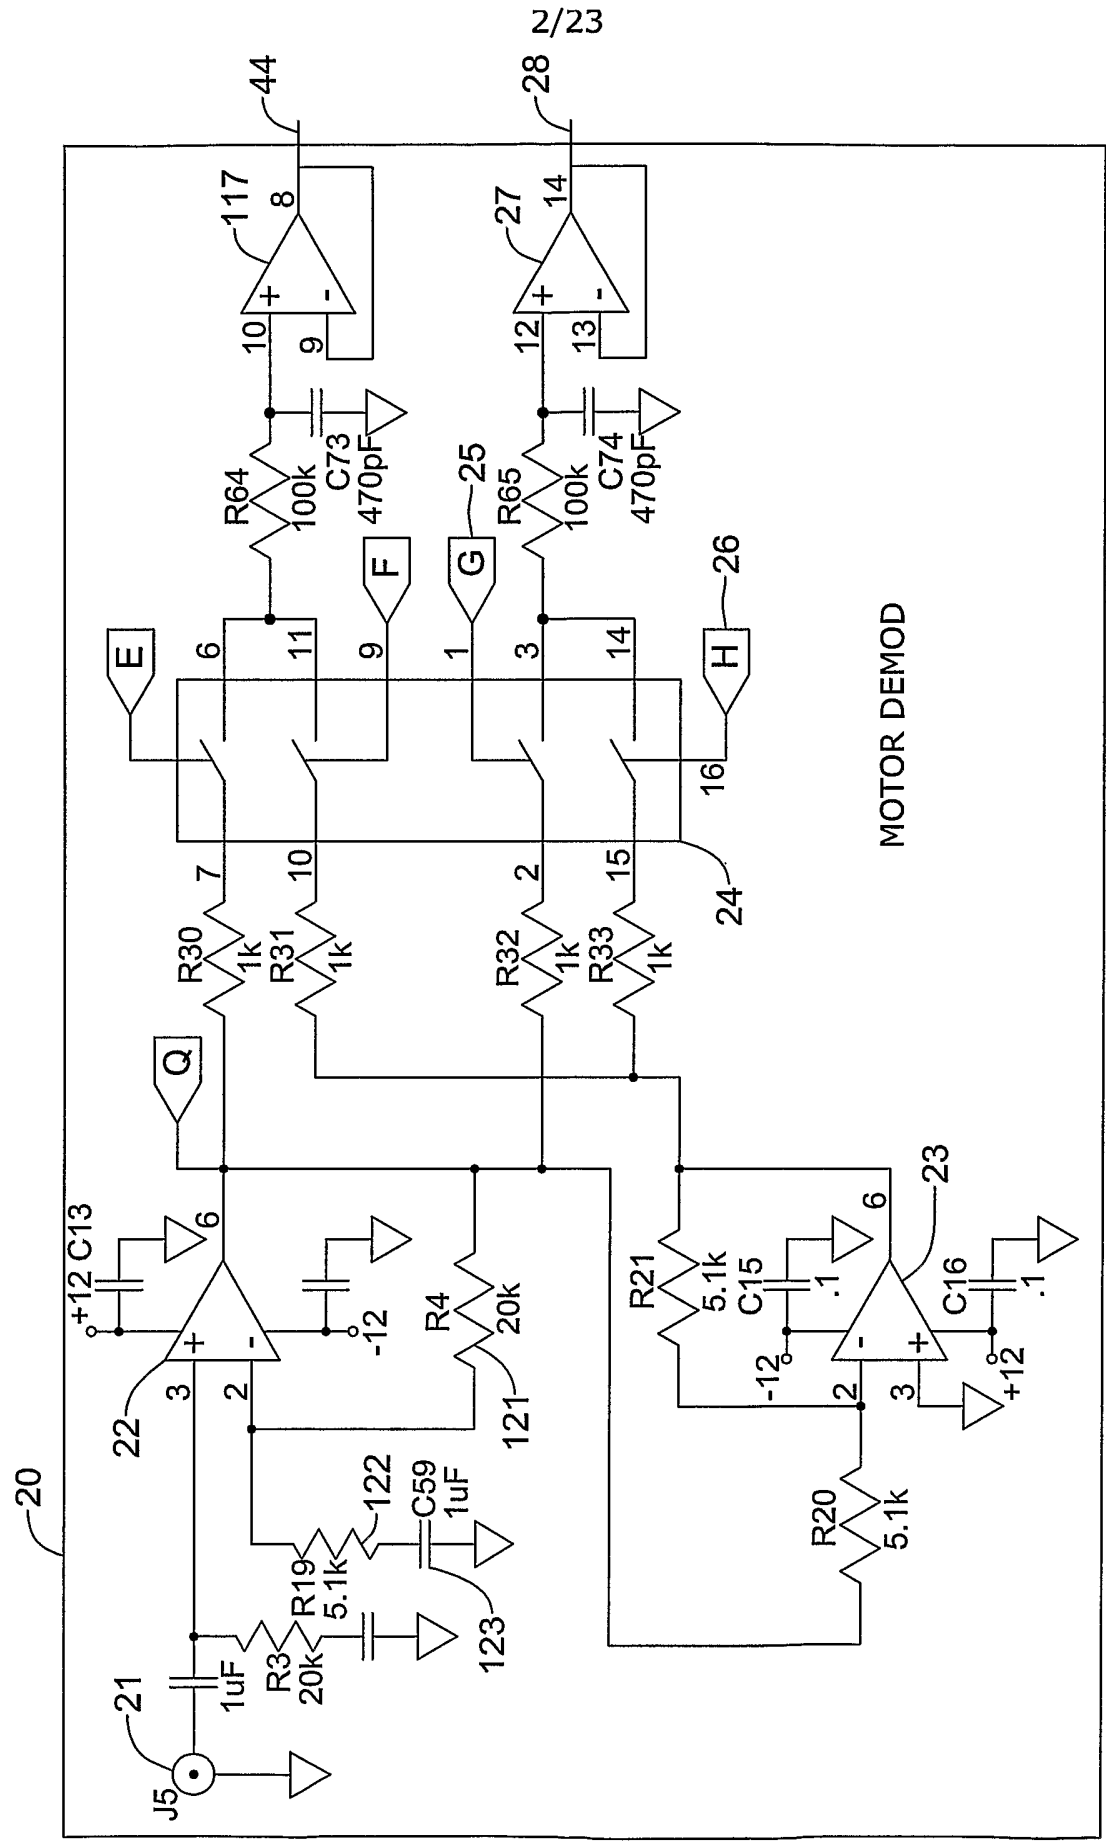 2/23
20
21
J5
1uF
R3
20k
R19
5.1k
122
C59
1uF
123
22
+12
C13
3
2
+
-
6
-12
R4
20k
121
Q
R30
1k
R31
1k
R32
1k
R33
1k
7
10
2
15
24
E
6
11
F
9
G
25
1
3
14
H
26
16
R64
100k
C73
470pF
10
9
+
-
8
117
44
R65
100k
C74
470pF
12
13
+
-
14
27
28
R20
5.1k
R21
5.1k
C15
.1
-12
2
3
-
+
6
23
C16
.1
+12
MOTOR DEMOD